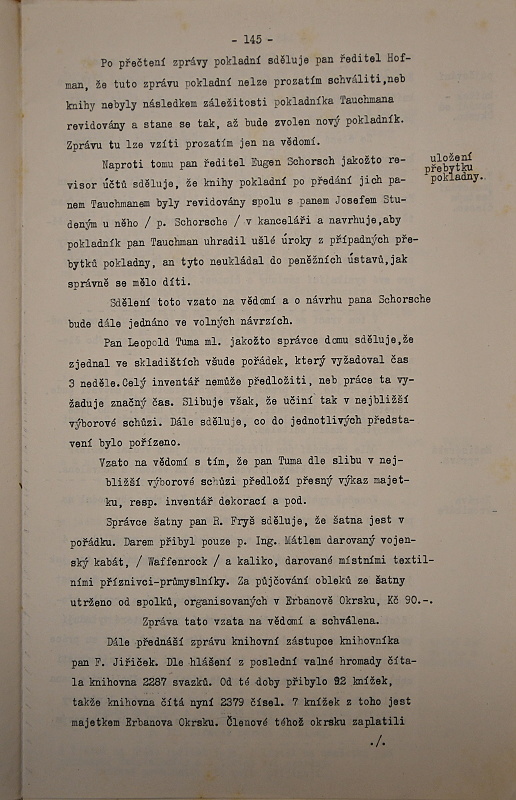 - 145 -
Po přečtení zprávy pokladní sděluje pan ředitel Hof-
man, že tuto zprávu pokladní nelze prozatím schváliti,neb
knihy nebyly následkem záležitosti pokladníka Tauchmana
revidovány a stane se tak, až bude zvolen nový pokladník.
Zprávu tu lze vzíti prozatím jen na vědomí.
Naproti tomu pan ředitel Eugen Schorsch jakožto re-
visor účtů sděluje, že knihy pokladní po předání jich pa-
nem Tauchmanem byly revidovány spolu s panem Josefem Stu-
deným u něho / p. Schorsche / v kanceláři a navrhuje,aby
pokladník pan Tauchman uhradil ušlé úroky z případných pře-
bytků pokladny, an tyto neukládal do peněžních ústavů,jak
správně se mělo díti.
uložení
přebytku
pokladny.
Sdělení toto vzato na vědomí a o návrhu pana Schorsche
bude dále jednáno ve volných návrzích.
Pan Leopold Tuma ml. jakožto správce domu sděluje,že
zjednal ve skladištích všude pořádek, který vyžadoval čas
3 neděle.Celý inventář nemůže předložiti, neb práce ta vy-
žaduje značný čas. Slibuje však, že učiní tak v nejbližší
výborové schůzi. Dále sděluje, co do jednotlivých předsta-
vení bylo pořízeno.
Vzato na vědomí s tím, že pan Tuma dle slibu v nej-
bližší výborové schůzi předloží přesný výkaz majet-
ku, resp. inventář dekorací a pod.
Správce šatny pan R. Fryš sděluje, že šatna jest v
pořádku. Darem přibyl pouze p. Ing. Mátlem darovaný vojen-
ský kabát, / Waffenrock / a kaliko, darované místními textil-
ními příznivci-průmyslníky. Za půjčování obleků ze šatny
utrženo od spolků, organisovaných v Erbanově Okrsku, Kč 90.-.
Zpráva tato vzata na vědomí a schválena.
Dále přednáší zprávu knihovní zástupce knihovníka
pan F. Jiřiček. Dle hlášení z poslední valné hromady číta-
la knihovna 2287 svazků. Od té doby přibylo 92 knížek,
takže knihovna čítá nyní 2379 čísel. 7 knížek z toho jest
majetkem Erbanova Okrsku. Členové téhož okrsku zaplatili
./.